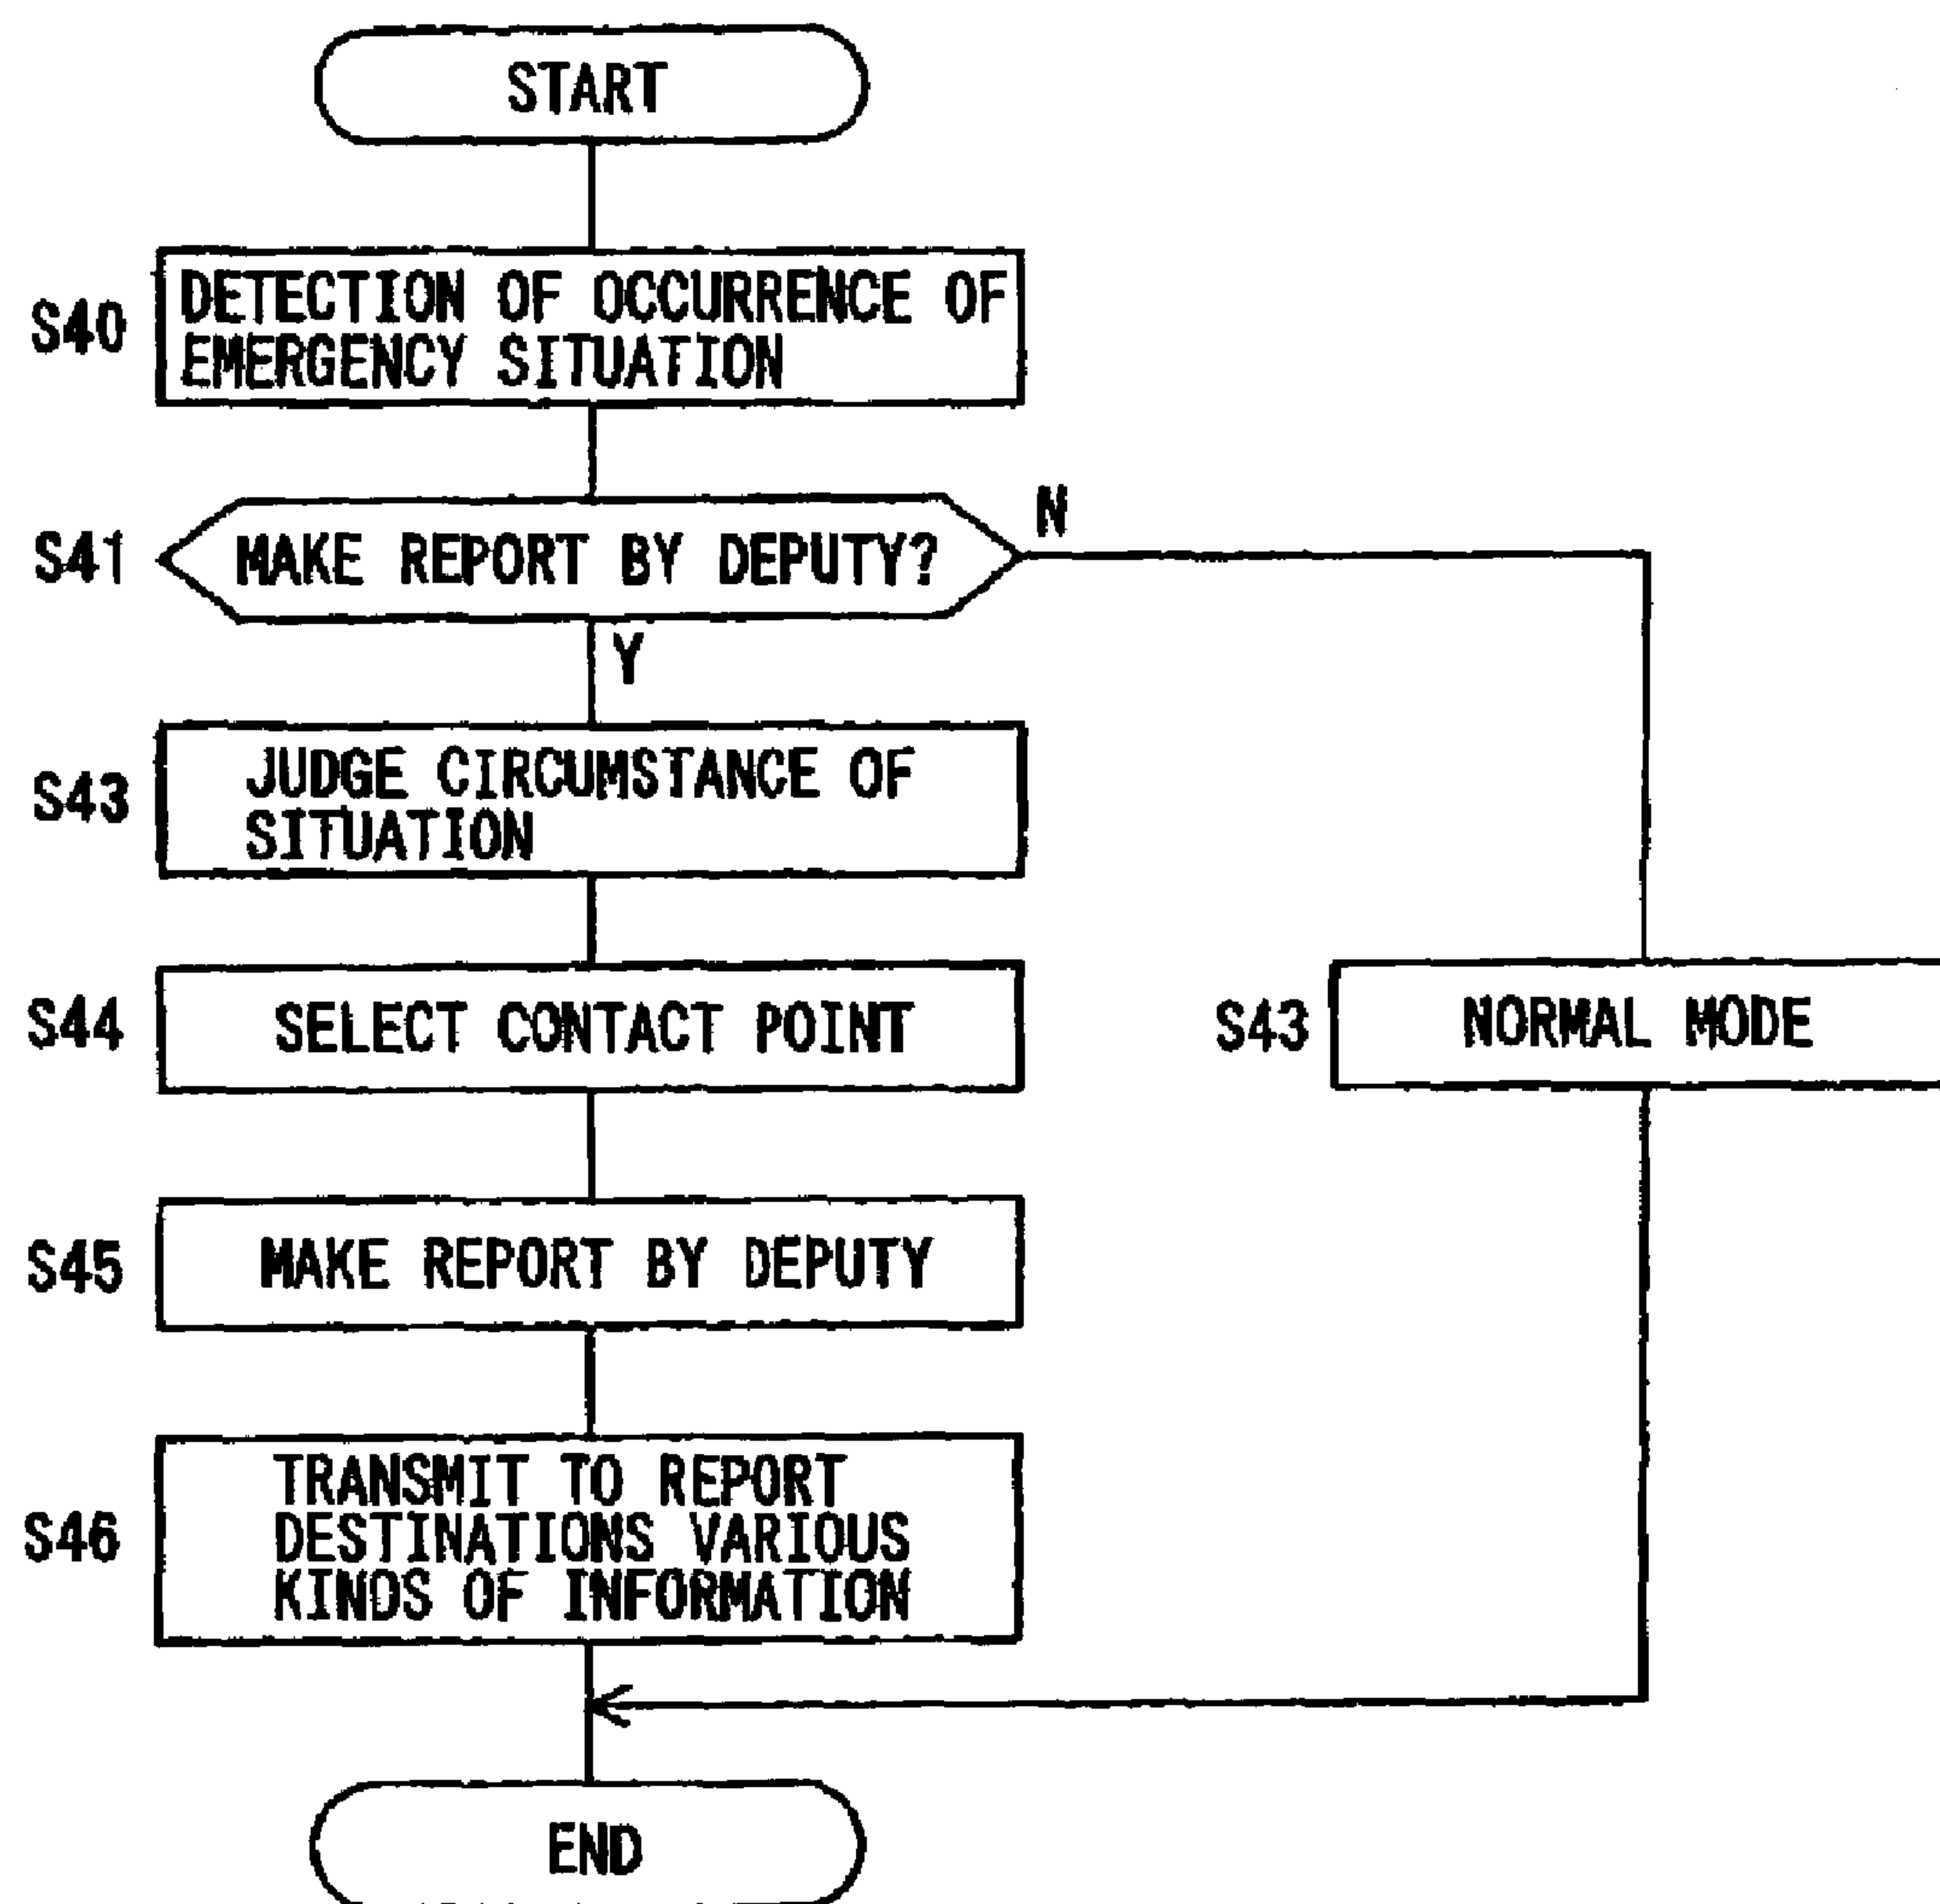 START
S40
DETECTION OF OCCURRENCE OF
EMERGENCY SITUATION
S41
MAKE REPORT BY DEPUTY?
N
Y
S43
JUDGE CIRCUMSTANCE OF
SITUATION
S44
SELECT CONTACT POINT
S43
NORMAL MODE
S45
MAKE REPORT BY DEPUTY
S46
TRANSMIT TO REPORT
DESTINATIONS VARIOUS
KINDS OF INFORMATION
END